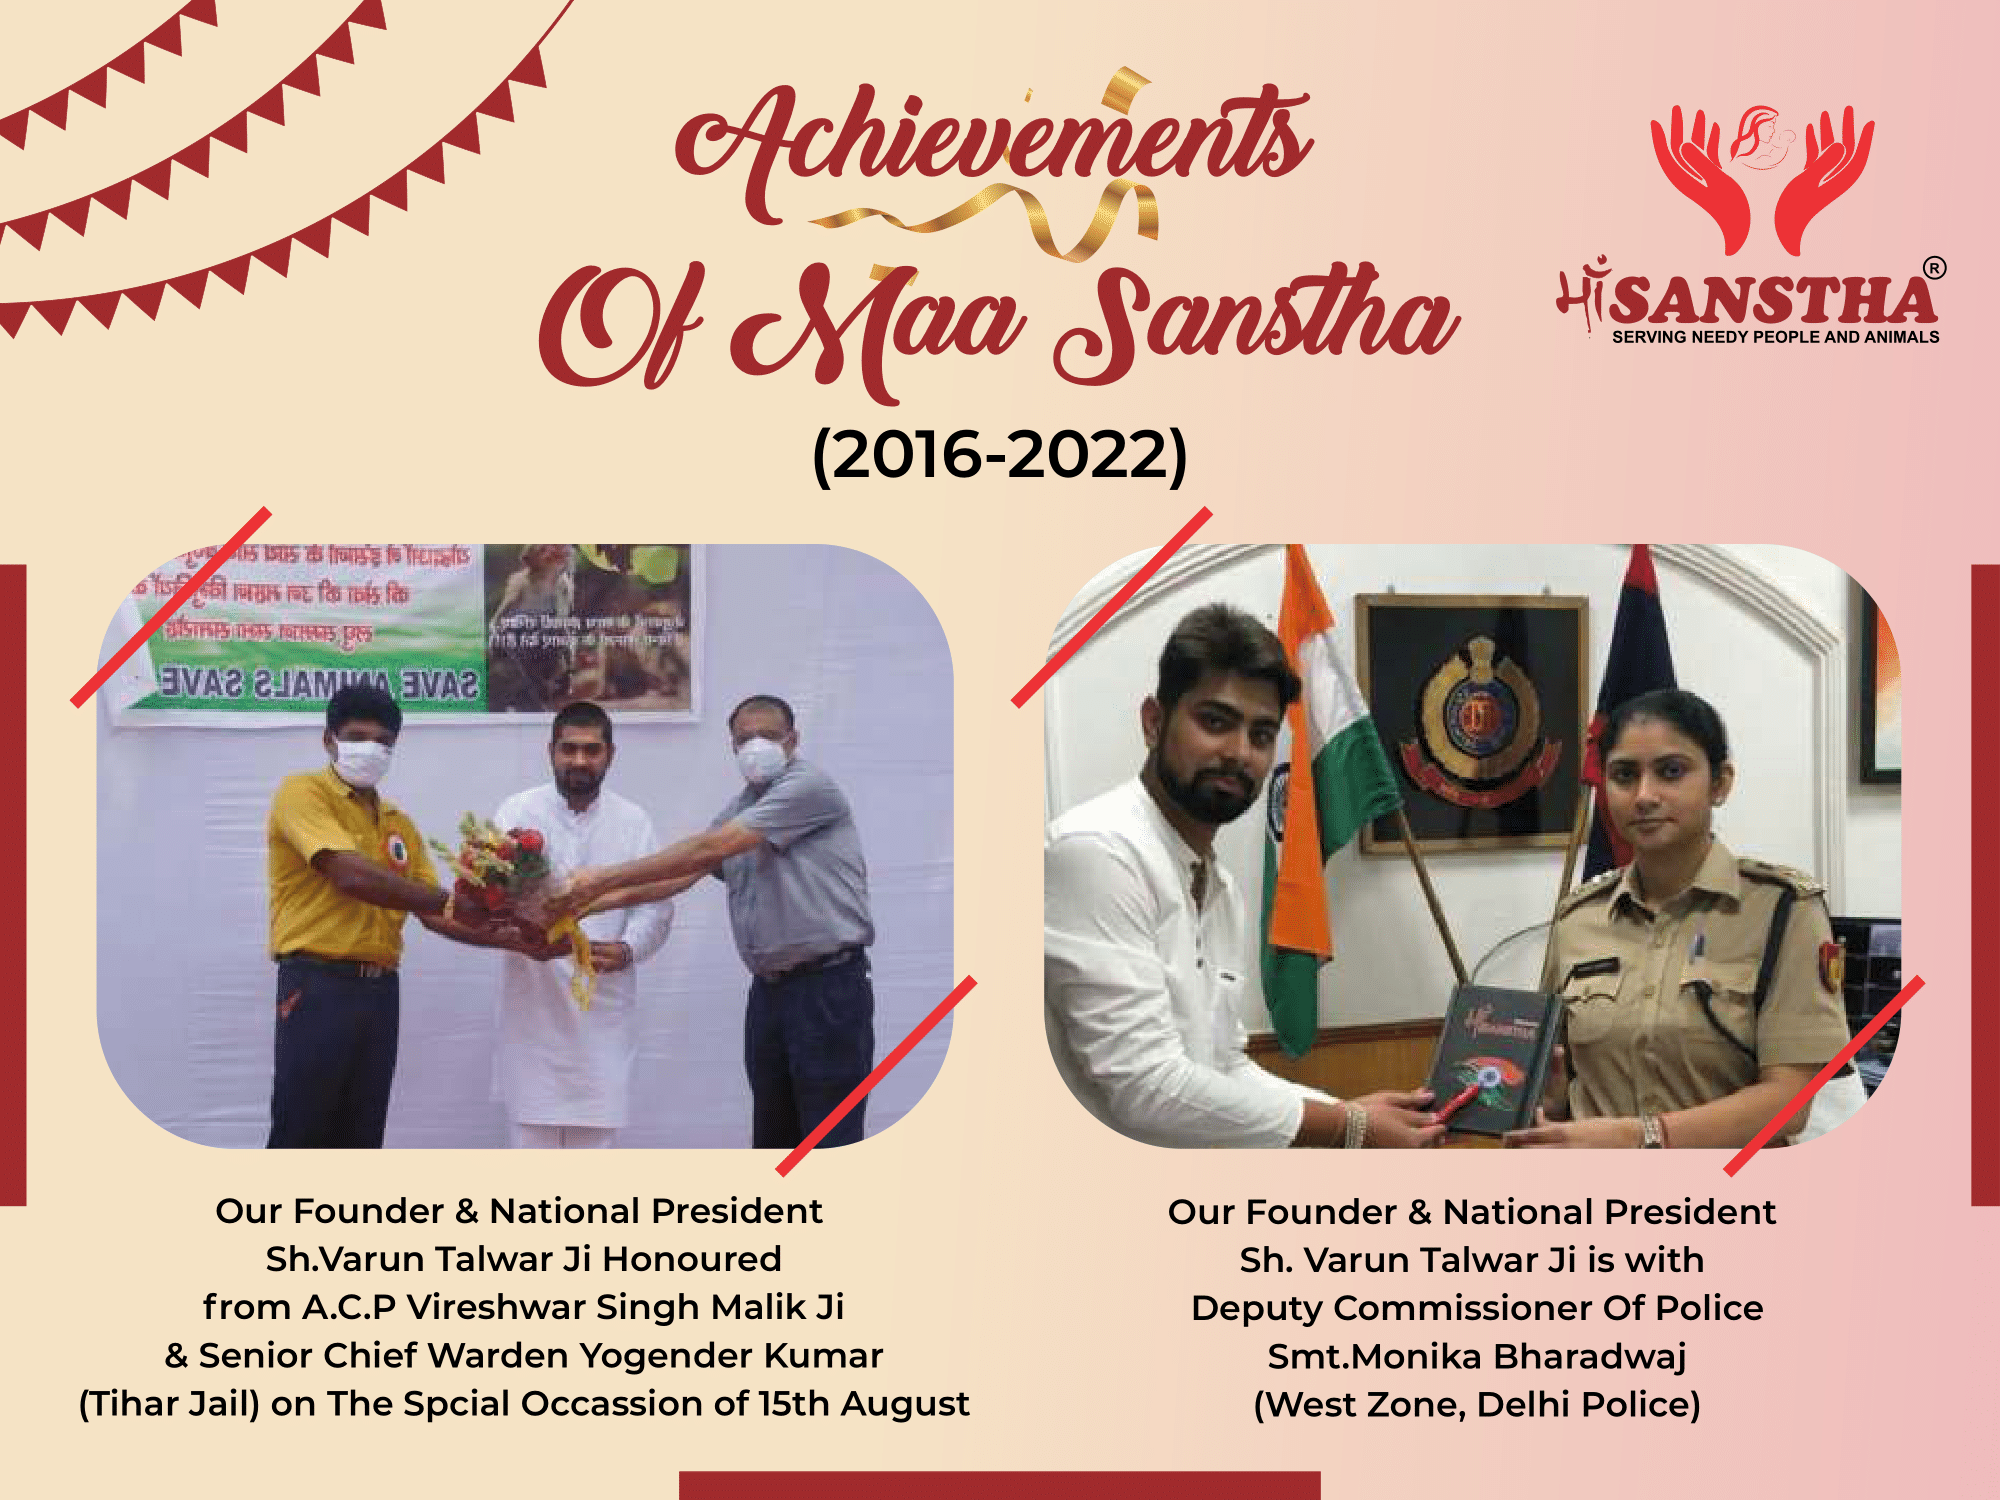 Achievements
Of Maa Sanstha
(2016-2022)
माँ SANSTHA®
SERVING NEEDY PEOPLE AND ANIMALS
SAVE ANIMALS SAVE
Our Founder & National President
Sh.Varun Talwar Ji Honoured
from A.C.P Vireshwar Singh Malik Ji
& Senior Chief Warden Yogender Kumar
(Tihar Jail) on The Spcial Occassion of 15th August
Our Founder & National President
Sh. Varun Talwar Ji is with
Deputy Commissioner Of Police
Smt.Monika Bharadwaj
(West Zone, Delhi Police)